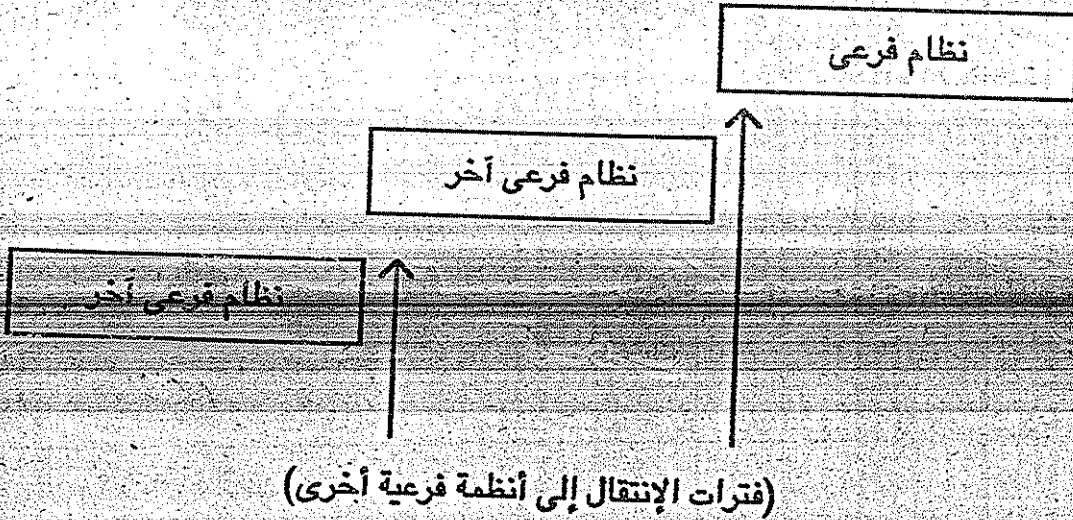 نظام فرعى
نظام فرعى آخر
نظام فرعى آخر
(فترات الإنتقال إلى أنظمة فرعية أخرى)